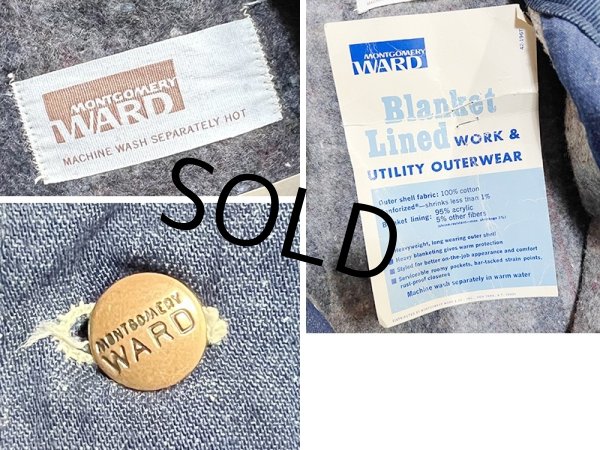 MONTGOMERY
WARD
MACHINE WASH SEPARATELY HOT
MONTGOMERY
WARD
Blanket
Lined WORK &
UTILITY OUTERWEAR
Outer shelf fabric: 100% cotton
nforized®—shrinks less than 1%
Blanket lining: 95% acrylic
5% other fibers
Heavyweight, long wearing outer shell
Heavy blanketing gives warm protection
Styled for better on-the-job appearance and comfort
Serviceable roomy packets, bar-tacked strain points,
rust-proof closures
Machine wash separately in warm water
SOLD
MONTGOMERY
WARD